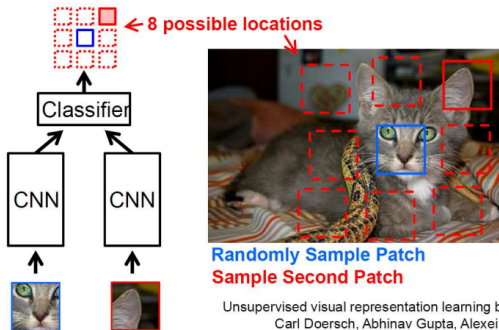 8 possible locations
Classifier
CNN
CNN
Randomly Sample Patch
Sample Second Patch
Unsupervised visual representation learning b
Carl Doersch, Abhinav Gupta, Alexei